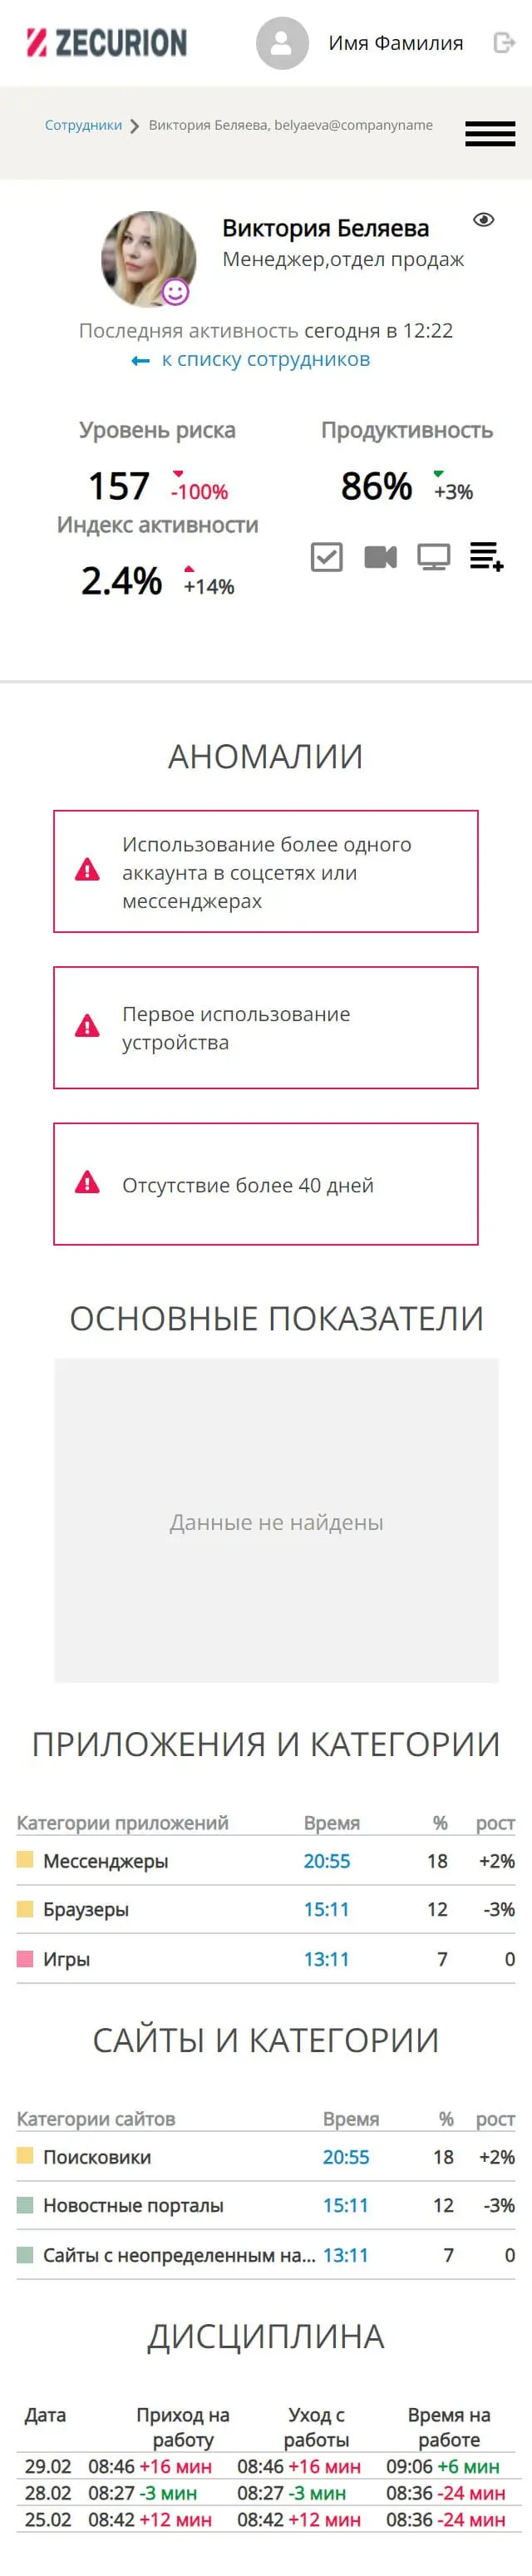 ZECURION
Имя Фамилия
Сотрудники Виктория Беляева, belyaeva@companyname
Виктория Беляева
Менеджер,отдел продаж
Последняя активность сегодня в 12:22
к списку сотрудников
Уровень риска
157 -100%
Продуктивность
86% +3%
Индекс активности
2.4% +14%
АНОМАЛИИ
Использование более одного
аккаунта в соцсетях или
мессенджерах
Первое использование
устройства
Отсутствие более 40 дней
ОСНОВНЫЕ ПОКАЗАТЕЛИ
Данные не найдены
ПРИЛОЖЕНИЯ И КАТЕГОРИИ
Категории приложений Время % рост
Мессенджеры 20:55 18 +2%
Браузеры 15:11 12 -3%
Игры 13:11 7 0
САЙТЫ И КАТЕГОРИИ
Категории сайтов Время % рост
Поисковики 20:55 18 +2%
Новостные порталы 15:11 12 -3%
Сайты с неопределенным на... 13:11 7 0
ДИСЦИПЛИНА
Дата Приход на Уход с Время на
работу работы работе
29.02 08:46 +16 мин 08:46 +16 мин 09:06 +6 мин
28.02 08:27 -3 мин 08:27 -3 мин 08:36 -24 мин
25.02 08:42 +12 мин 08:42 +12 мин 08:36 -24 мин